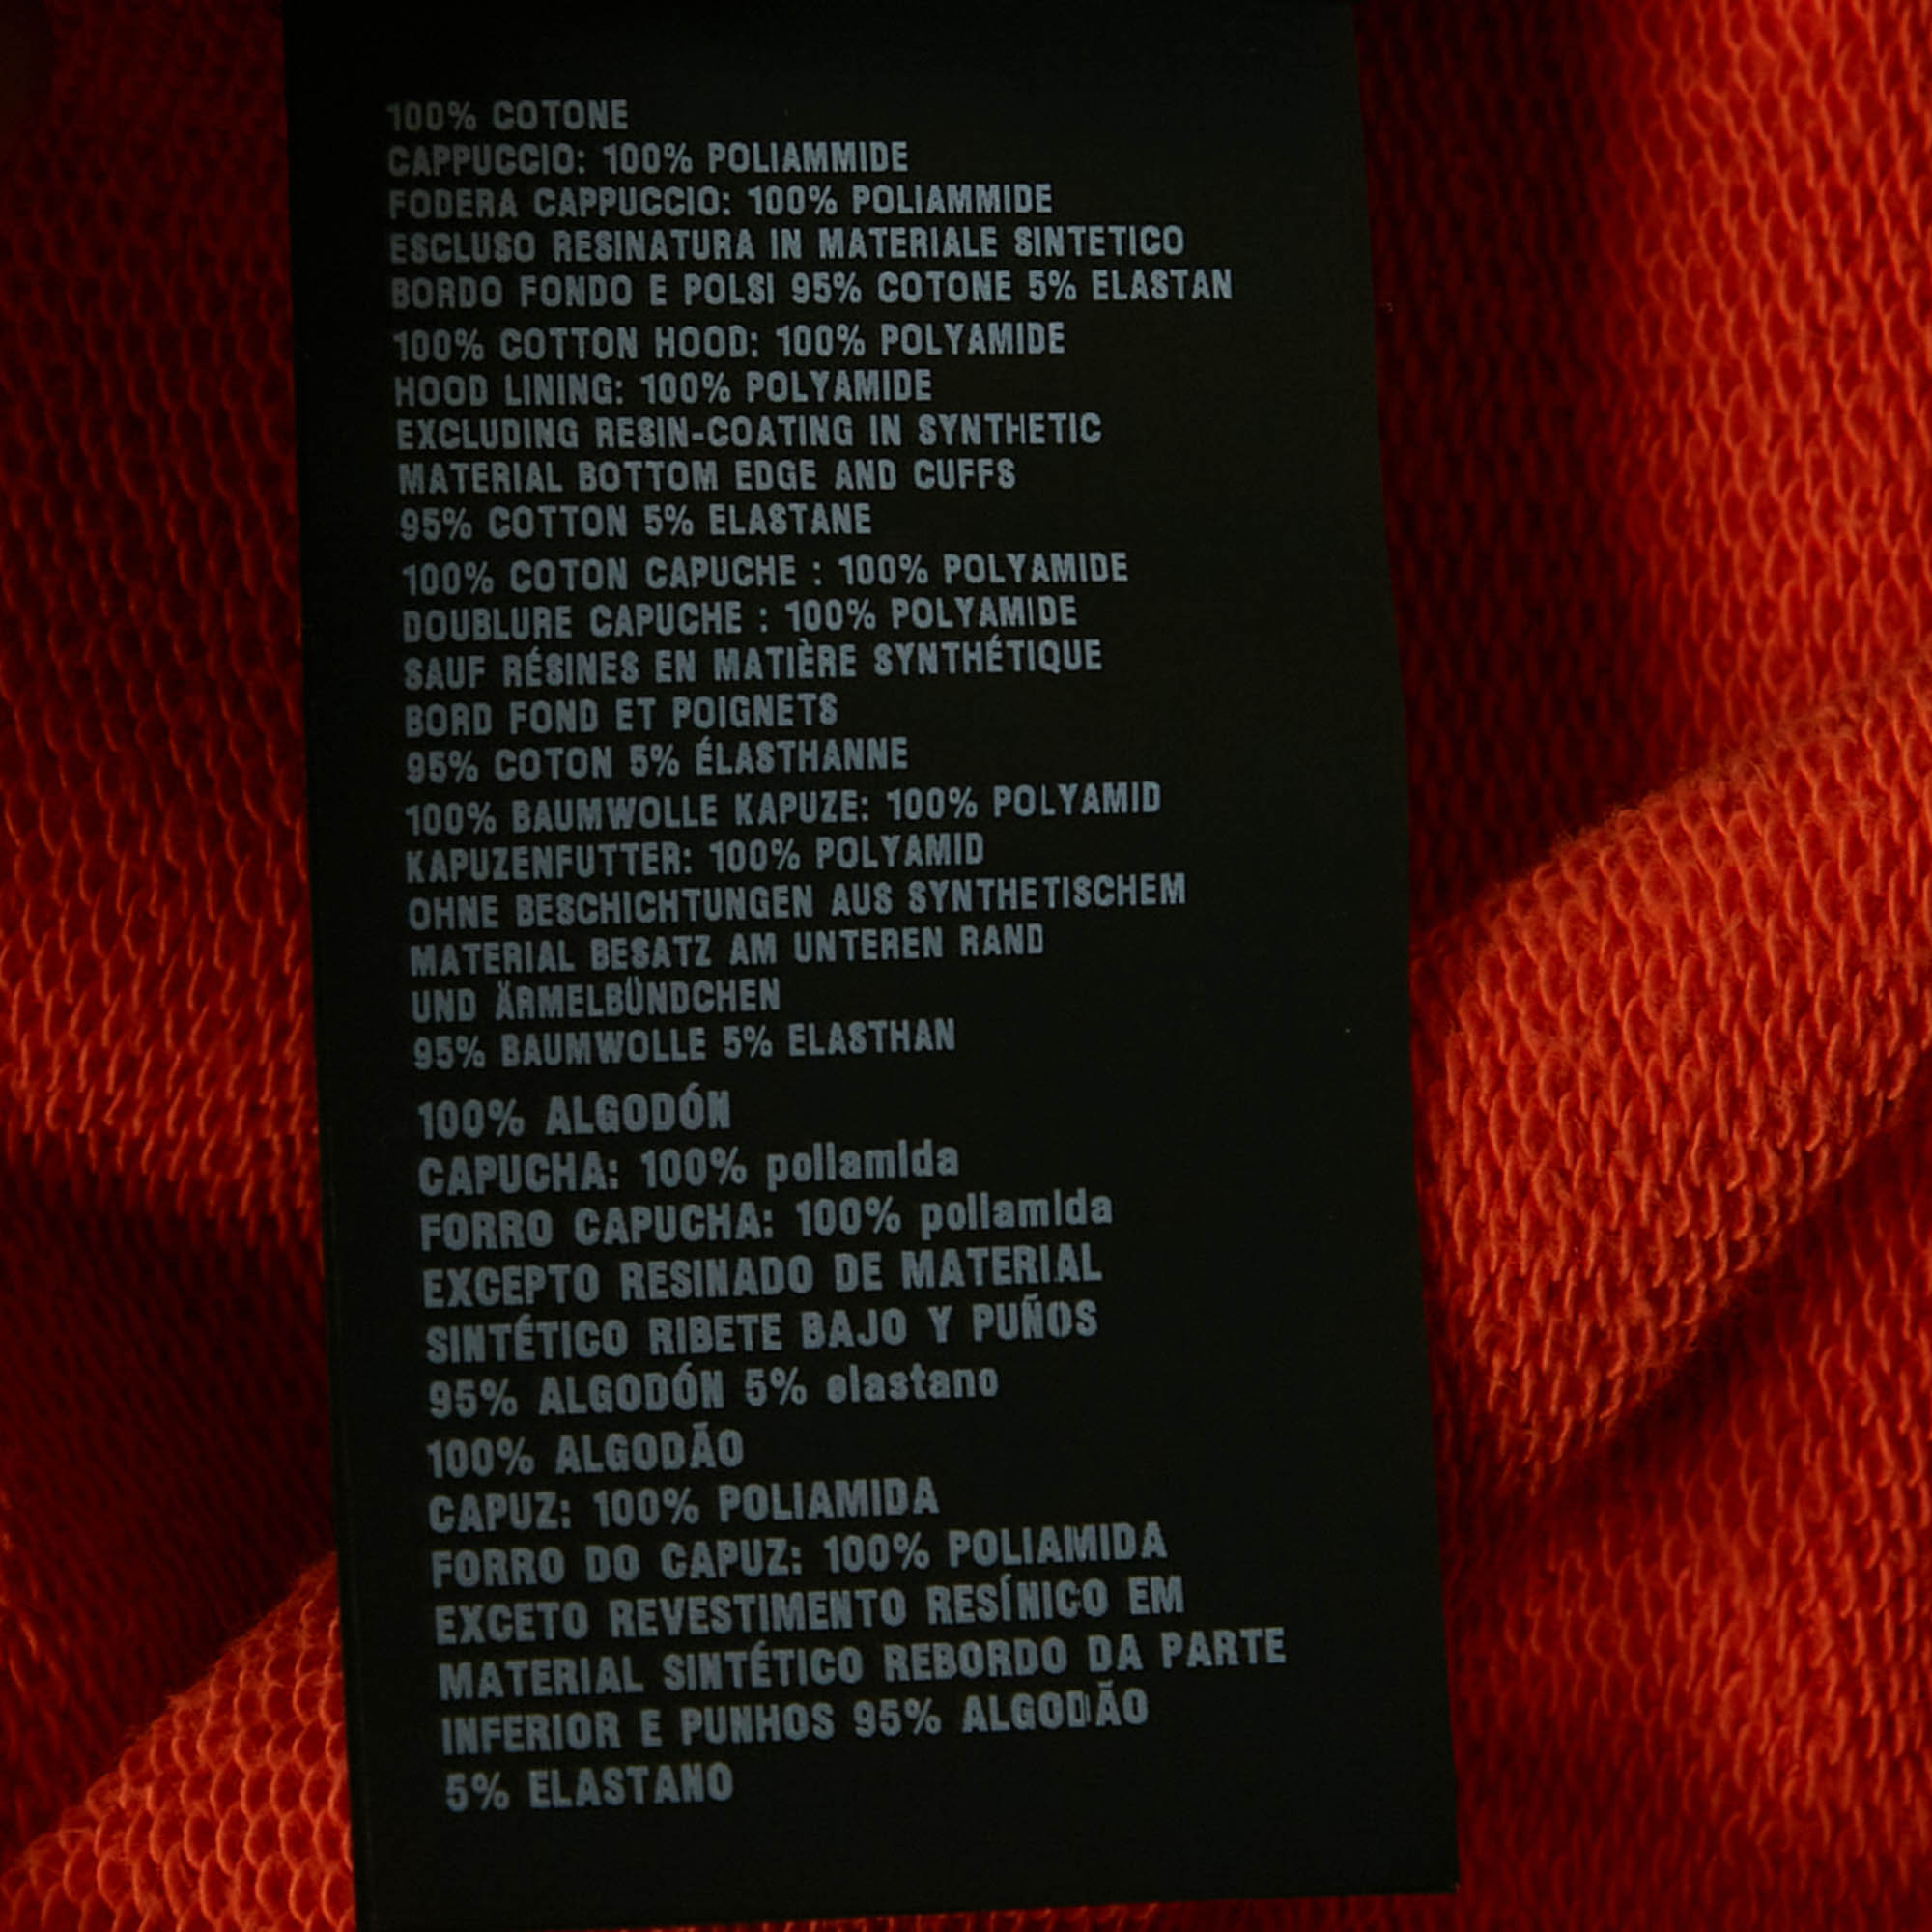 100% COTONE
CAPPUCCIO: 100% POLIAMMIDE
FODERA CAPPUCCIO: 100% POLIAMMIDE
ESCLUSO RESINATURA IN MATERIALE SINTETICO
BORDO FONDO E POLSI 95% COTONE 5% ELASTAN
100% COTTON HOOD: 100% POLYAMIDE
HOOD LINING: 100% POLYAMIDE
EXCLUDING RESIN-COATING IN SYNTHETIC
MATERIAL BOTTOM EDGE AND CUFFS
95% COTTON 5% ELASTANE
100% COTON CAPUCHE : 100% POLYAMIDE
DOUBLURE CAPUCHE : 100% POLYAMIDE
SAUF RÉSINES EN MATIÈRE SYNTHÉTIQUE
BORD FOND ET POIGNETS
95% COTON 5% ÉLASTHANNE
100% BAUMWOLLE KAPUZE: 100% POLYAMID
KAPUZENFUTTER: 100% POLYAMID
OHNE BESCHICHTUNGEN AUS SYNTHETISCHEM
MATERIAL BESATZ AM UNTEREN RAND
UND ÄRMELBÜNDCHEN
95% BAUMWOLLE 5% ELASTHAN
100% ALGODÓN
CAPUCHA: 100% poliamida
FORRO CAPUCHA: 100% poliamida
EXCEPTO RESINADO DE MATERIAL
SINTÉTICO RIBETE BAJO Y PUÑOS
95% ALGODÓN 5% elastano
100% ALGODÃO
CAPUZ: 100% POLIAMIDA
FORRO DO CAPUZ: 100% POLIAMIDA
EXCETO REVESTIMENTO RESÍNICO EM
MATERIAL SINTÉTICO REBORDO DA PARTE
INFERIOR E PUNHOS 95% ALGODÃO
5% ELASTANO